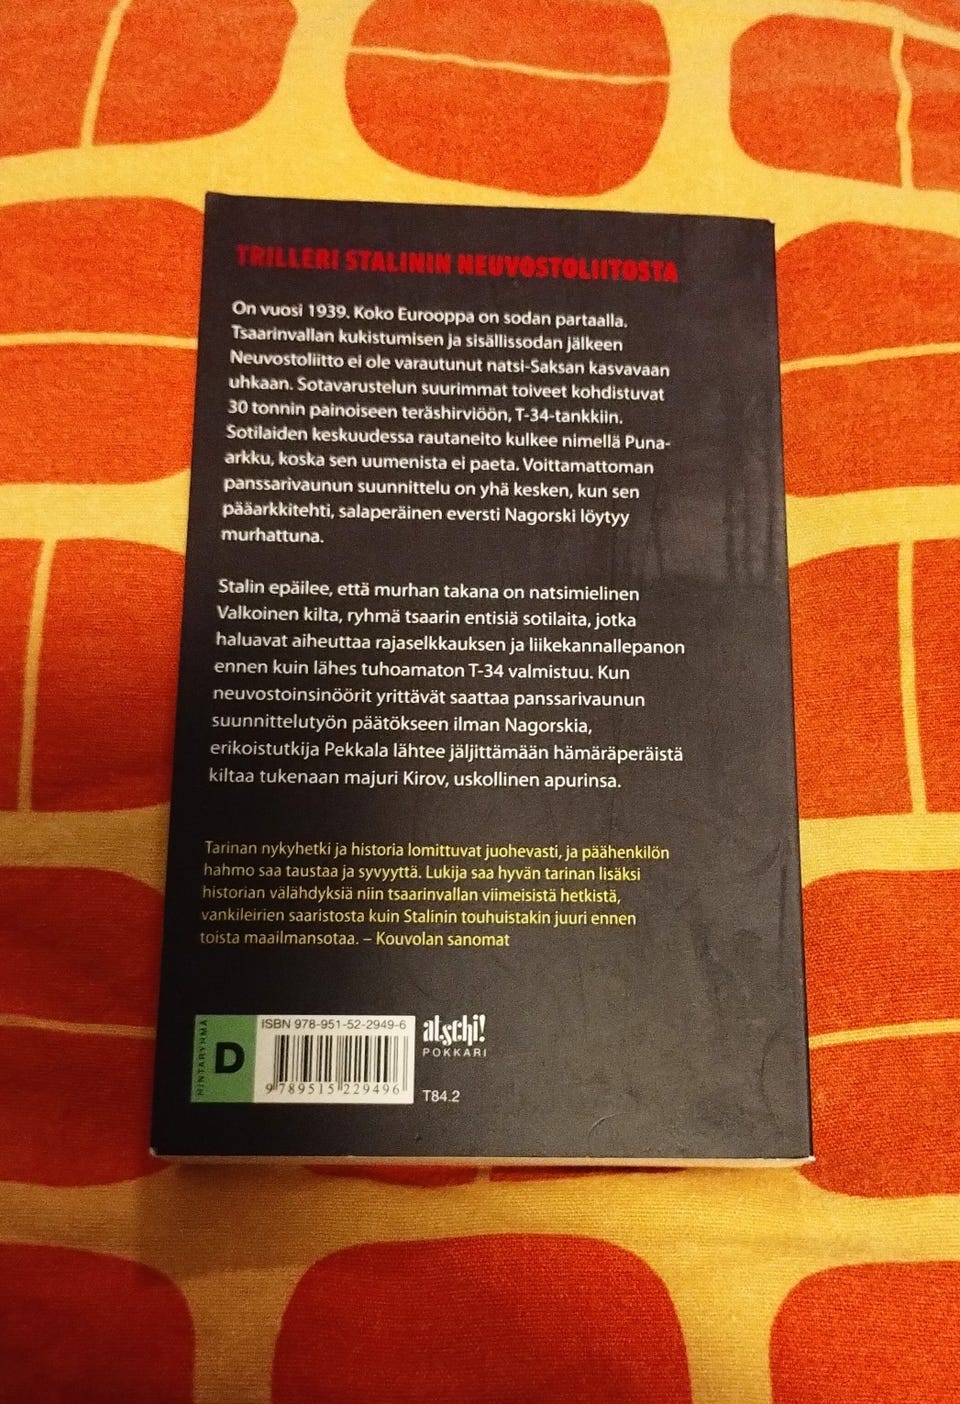 TRILLERI STALININ NEUVOSTOLIITOSTA
On vuosi 1939. Koko Eurooppa on sodan partaalla.
Tsaarinvallan kukistumisen ja sisällissodan jälkeen
Neuvostoliitto ei ole varautunut natsi-Saksan kasvavaan
uhkaan. Sotavarustelun suurimmat toiveet kohdistuvat
30 tonnin painoiseen teräshirviöön, T-34-tankkiin.
Sotilaiden keskuudessa rautaneito kulkee nimellä Puna-
arkku, koska sen uumenista ei paeta. Voittamattoman
panssarivaunun suunnittelu on yhä kesken, kun sen
pääarkkitehti, salaperäinen eversti Nagorski löytyy
murhattuna.
Stalin epäilee, että murhan takana on natsimielinen
Valkoinen kilta, ryhmä tsaarin entisiä sotilaita, jotka
haluavat aiheuttaa rajaselkkauksen ja liikekannallepanon
ennen kuin lähes tuhoamaton T-34 valmistuu. Kun
neuvostoinsinöörit yrittävät saattaa panssarivaunun
suunnittelutyön päätökseen ilman Nagorskia,
erikoistutkija Pekkala lähtee jäljittämään hämäräperäistä
kiltaa tukenaan majuri Kirov, uskollinen apurinsa.
Tarinan nykyhetki ja historia lomittuvat juohevasti, ja päähenkilön
hahmo saa taustaa ja syvyyttä. Lukija saa hyvän tarinan lisäksi
historian välähdyksiä niin tsaarinvallan viimeisistä hetkistä,
vankileirien saaristosta kuin Stalinin touhuistakin juuri ennen
toista maailmansotaa. – Kouvolan sanomat
HINTARYHMÄ
D
ISBN 978-951-52-2949-6
9 789515 229496
atschi!
POKKARI
T84.2